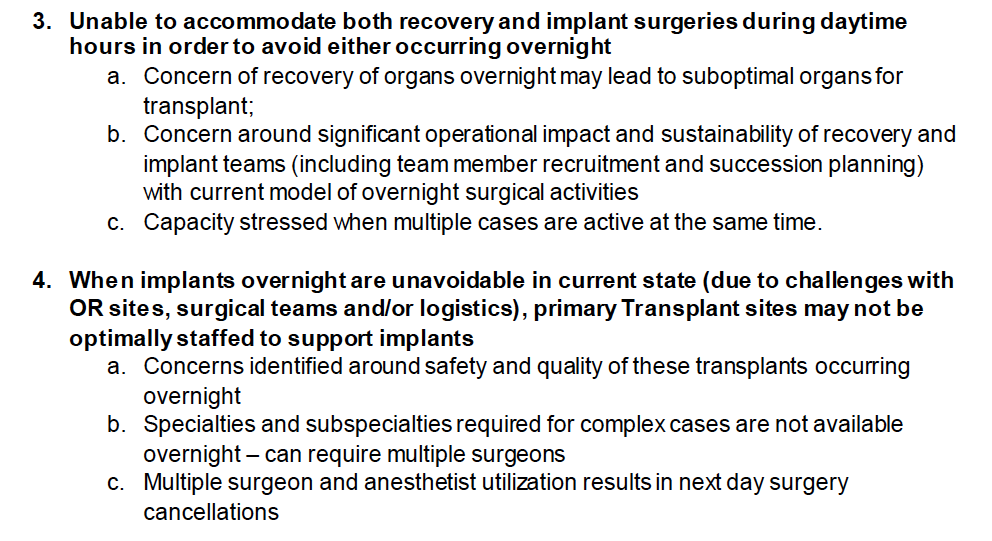 3. Unable to accommodate both recovery and implant surgeries during daytime
hours in order to avoid either occurring overnight
a. Concern of recovery of organs overnight may lead to suboptimal organs for
transplant;
b. Concern around significant operational impact and sustainability of recovery and
implant teams (including team member recruitment and succession planning)
with current model of overnight surgical activities
c. Capacity stressed when multiple cases are active at the same time.
4. When implants overnight are unavoidable in current state (due to challenges with
OR sites, surgical teams and/or logistics), primary Transplant sites may not be
optimally staffed to support implants
a. Concerns identified around safety and quality of these transplants occurring
overnight
b. Specialties and subspecialties required for complex cases are not available
overnight – can require multiple surgeons
c. Multiple surgeon and anesthetist utilization results in next day surgery
cancellations